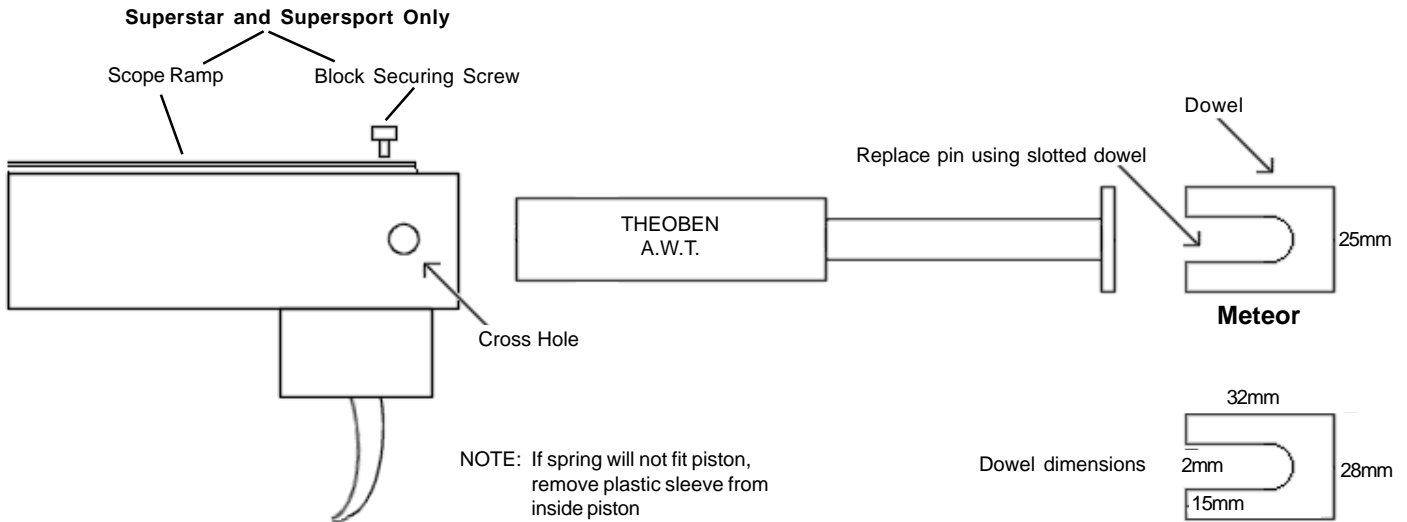 Superstar and Supersport Only
Scope Ramp
Block Securing Screw
Dowel
Replace pin using slotted dowel
THEOBEN
A.W.T.
25mm
Meteor
Cross Hole
32mm
NOTE: If spring will not fit piston,
remove plastic sleeve from
inside piston
Dowel dimensions
2mm
28mm
15mm